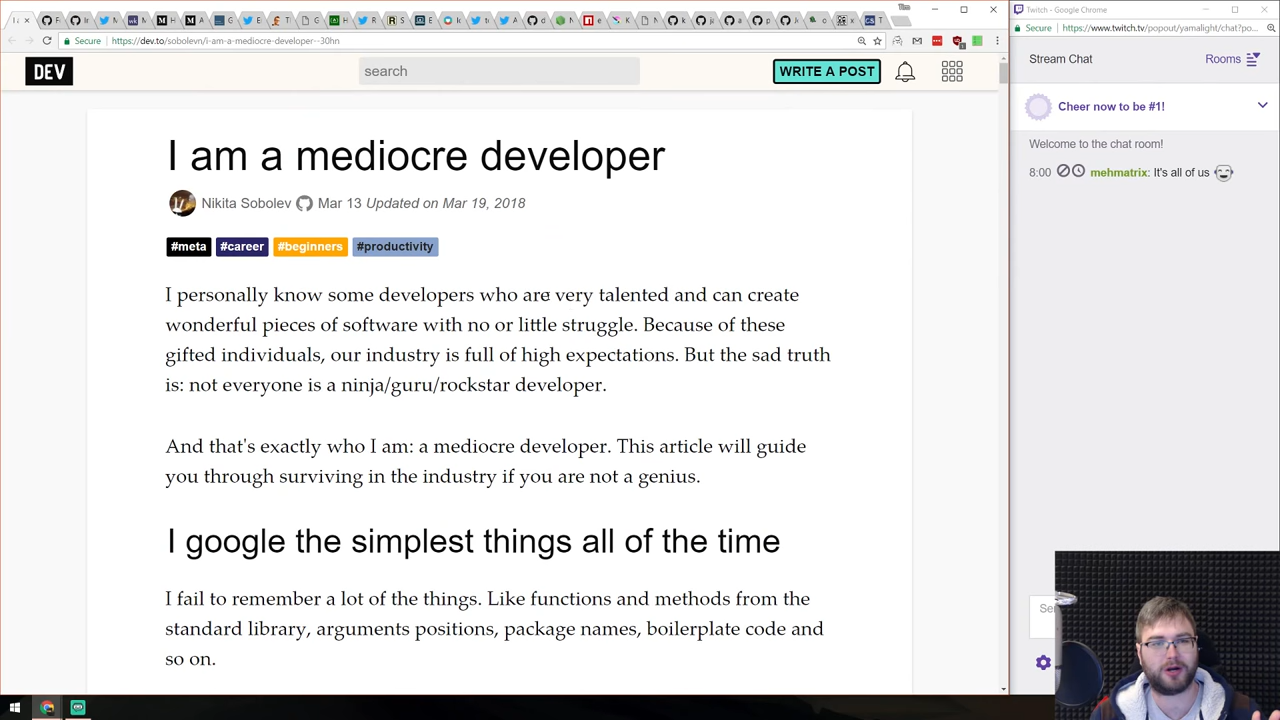 Secure
https://dev.to/sobolevn/i-am-a-mediocre-developer--30hn
DEV
search
WRITE A POST
I am a mediocre developer
Nikita Sobolev Mar 13 Updated on Mar 19, 2018
#meta #career #beginners #productivity
I personally know some developers who are very talented and can create
wonderful pieces of software with no or little struggle. Because of these
gifted individuals, our industry is full of high expectations. But the sad truth
is: not everyone is a ninja/guru/rockstar developer.
And that's exactly who I am: a mediocre developer. This article will guide
you through surviving in the industry if you are not a genius.
I google the simplest things all of the time
I fail to remember a lot of the things. Like functions and methods from the
standard library, arguments positions, package names, boilerplate code and
so on.
Twitch - Google Chrome
Secure
https://www.twitch.tv/popout/yamalight/chat?po...
Stream Chat
Rooms
Cheer now to be #1!
Welcome to the chat room!
8:00 mehmatrix: It's all of us